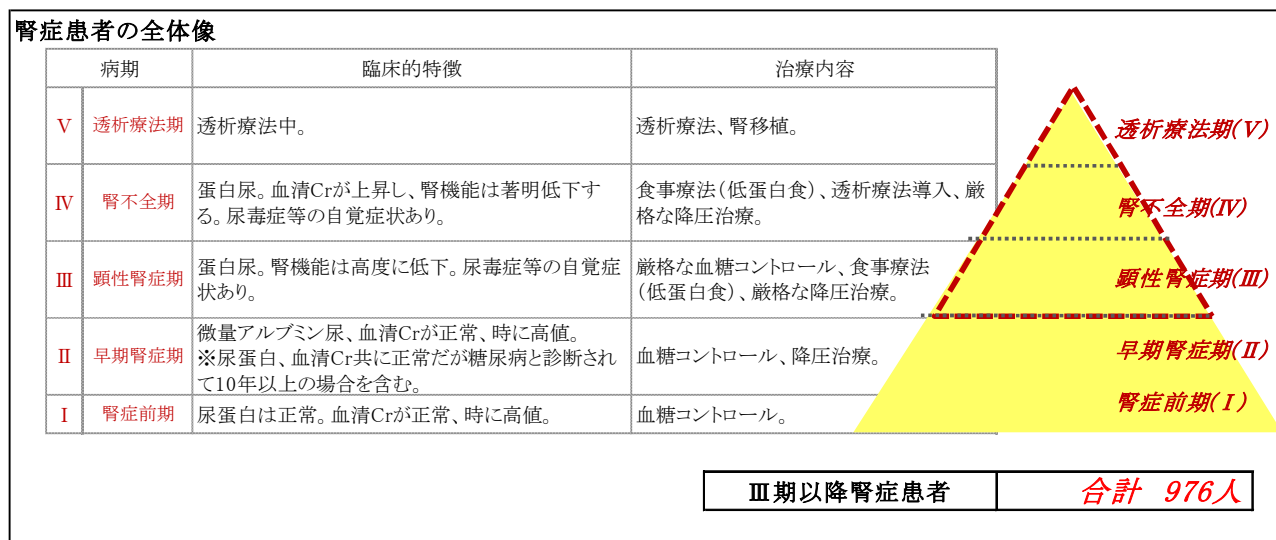 腎症患者の全体像
病期 臨床的特徴 治療内容
Ⅴ 透析療法期 透析療法中。 透析療法、腎移植。
Ⅳ 腎不全期 蛋白尿。血清Crが上昇し、腎機能は著明低下す
る。尿毒症等の自覚症状あり。
食事療法(低蛋白食)、透析療法導入、厳
格な降圧治療。
Ⅲ 顕性腎症期 蛋白尿。腎機能は高度に低下。尿毒症等の自覚症
状あり。
厳格な血糖コントロール、食事療法
(低蛋白食)、厳格な降圧治療。
Ⅱ 早期腎症期 微量アルブミン尿、血清Crが正常、時に高値。
※尿蛋白、血清Cr共に正常だが糖尿病と診断され
て10年以上の場合を含む。
血糖コントロール、降圧治療。
Ⅰ 腎症前期 尿蛋白は正常。血清Crが正常、時に高値。 血糖コントロール。
透析療法期(Ⅴ)
腎不全期(Ⅳ)
顕性腎症期(Ⅲ)
早期腎症期(Ⅱ)
腎症前期(Ⅰ)
Ⅲ期以降腎症患者 合計 976人